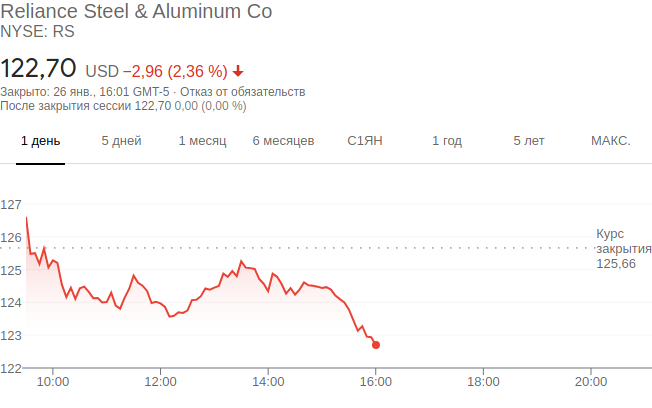 Reliance Steel & Aluminum Co
NYSE: RS
122,70 USD −2,96 (2,36 %)
Закрыто: 26 янв., 16:01 GMT-5 · Отказ от обязательств
После закрытия сессии 122,70 0,00 (0,00 %)
1 день 5 дней 1 месяц 6 месяцев С1ЯН 1 год 5 лет МАКС.
127
126
125
124
123
122
Курс
закрытия
125,66
10:00 12:00 14:00 16:00 18:00 20:00